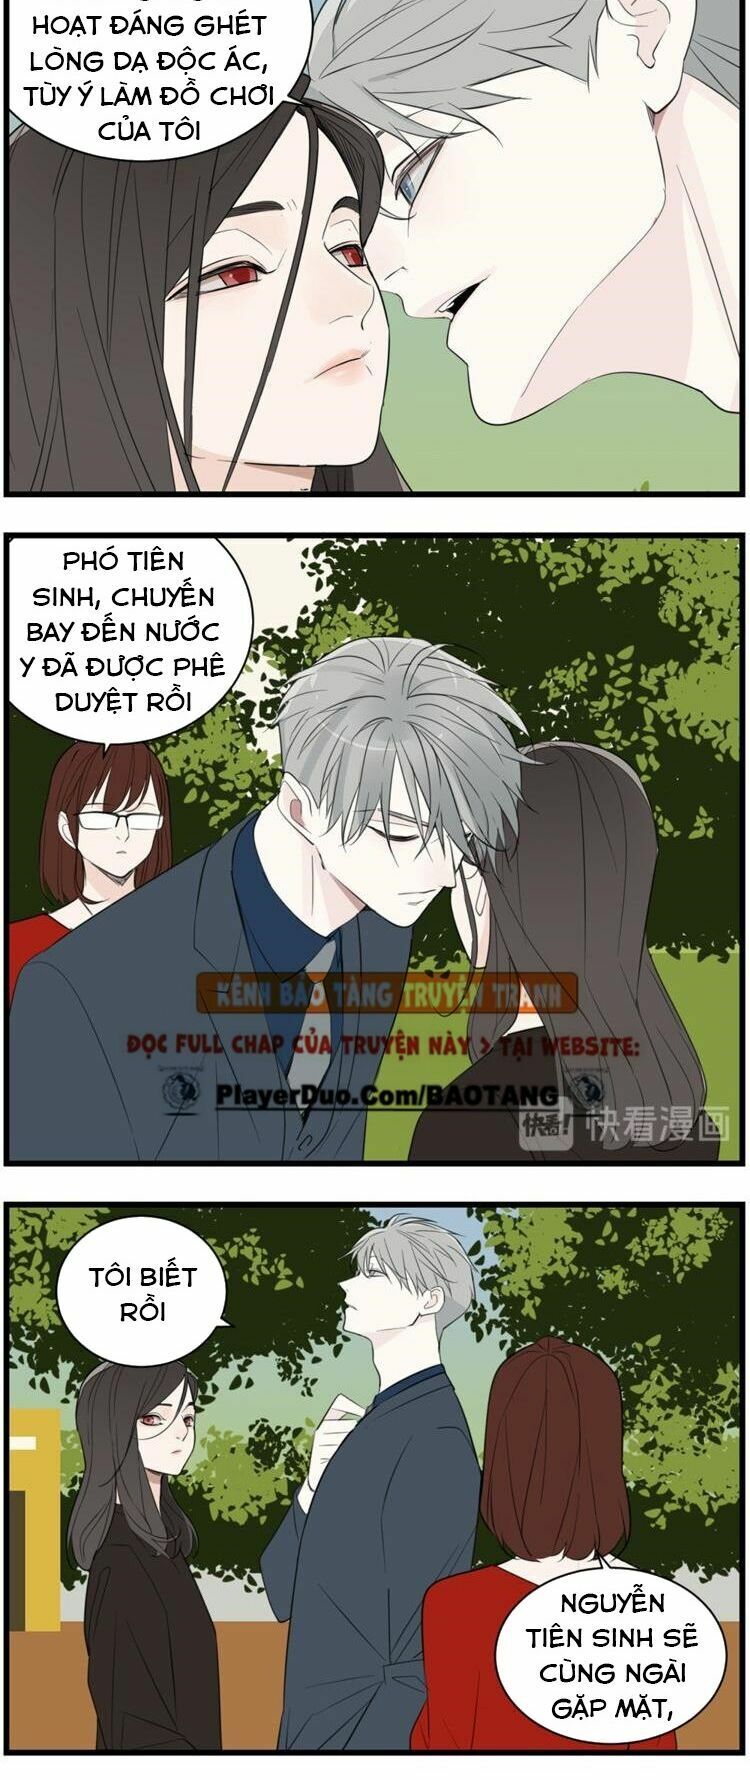 HOẠT ĐÁNG GHÉT
LÒNG DẠ ĐỘC ÁC,
TÙY Ý LÀM ĐỒ CHƠI
CỦA TÔI
PHÓ TIÊN
SINH, CHUYẾN
BAY ĐẾN NƯỚC
Y ĐÃ ĐƯỢC PHÊ
DUYỆT RỒI
KÊNH BẢO TÀNG TRUYỆN TRANH
ĐỌC FULL CHAP CỦA TRUYỆN NÀY > TẠI WEBSITE:
PlayerDuo.Com/BAOTANG
快看! 快看漫画
TÔI BIẾT
RỒI
NGUYỄN
TIÊN SINH SẼ
CÙNG NGÀI
GẶP MẶT,